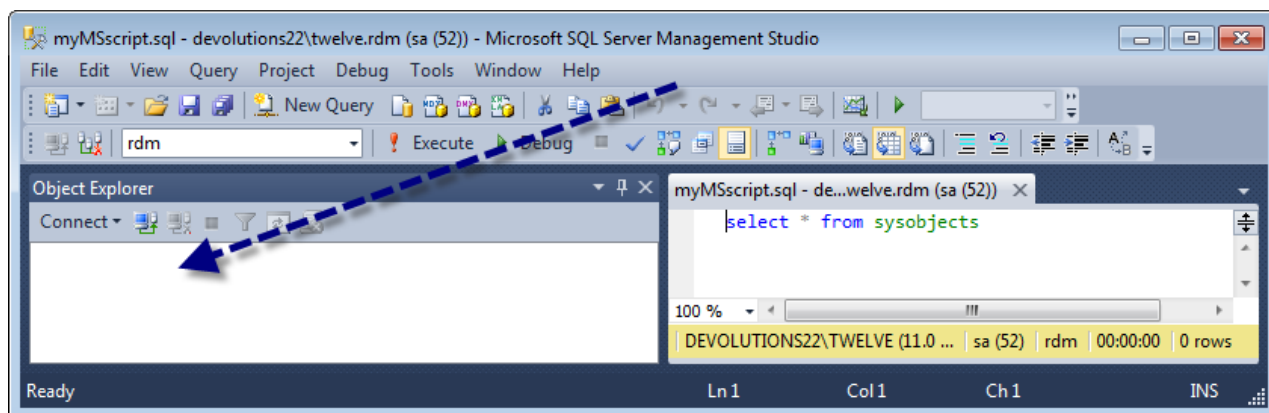 myMSscript.sql - devolutions22\twelve.rdm (sa (52)) - Microsoft SQL Server Management Studio
File Edit View Query Project Debug Tools Window Help
New Query
rdm Execute Debug
Object Explorer
Connect
myMSscript.sql - de...welve.rdm (sa (52))
select * from sysobjects
100 %
DEVOLUTIONS22\TWELVE (11.0 ... sa (52) rdm 00:00:00 0 rows
Ready Ln 1 Col 1 Ch 1 INS